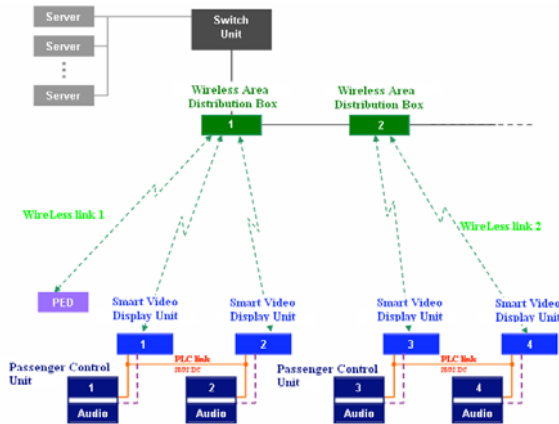 Server
Server
Server
Switch
Unit
Wireless Area
Distribution Box
1
Wireless Area
Distribution Box
2
WireLess link 1
WireLess link 2
PED
Smart Video
Display Unit
1
Smart Video
Display Unit
2
Smart Video
Display Unit
3
Smart Video
Display Unit
4
PLC link
PLC link
Passenger Control
Unit
1
Audio
2
Audio
Passenger Control
Unit
3
Audio
4
Audio